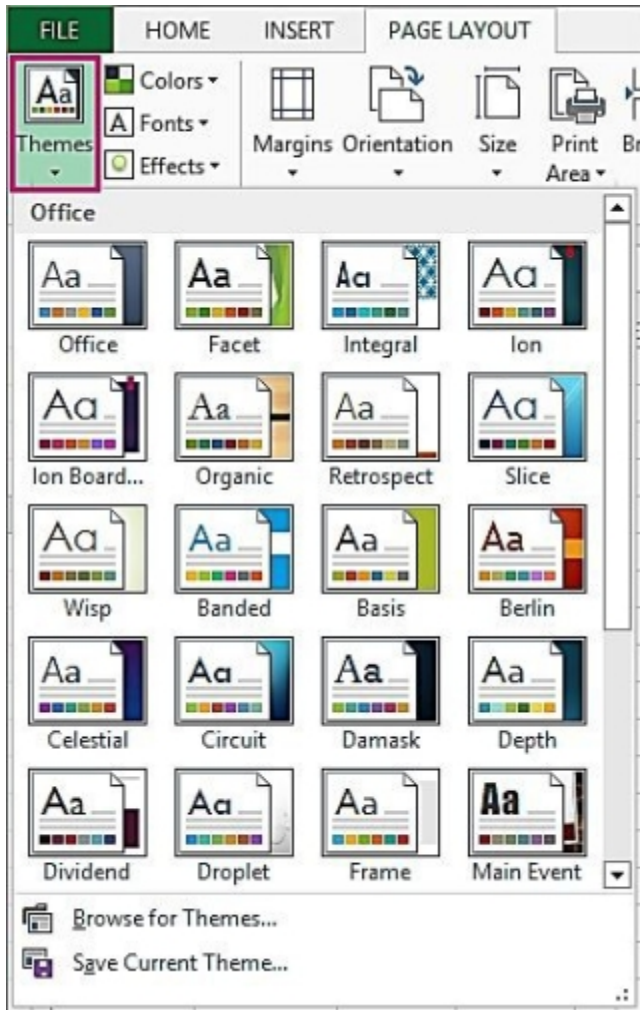 FILE HOME INSERT PAGE LAYOUT
Aa Colors
A Fonts
Themes Effects
Margins Orientation Size Print Area
Office
Aa Aa Aa Aa
Office Facet Integral Ion
Aa Aa Aa Aa
Ion Board... Organic Retrospect Slice
Aa Aa Aa Aa
Wisp Banded Basis Berlin
Aa Aa Aa Aa
Celestial Circuit Damask Depth
Aa Aa Aa Aa
Dividend Droplet Frame Main Event
Browse for Themes...
Save Current Theme...